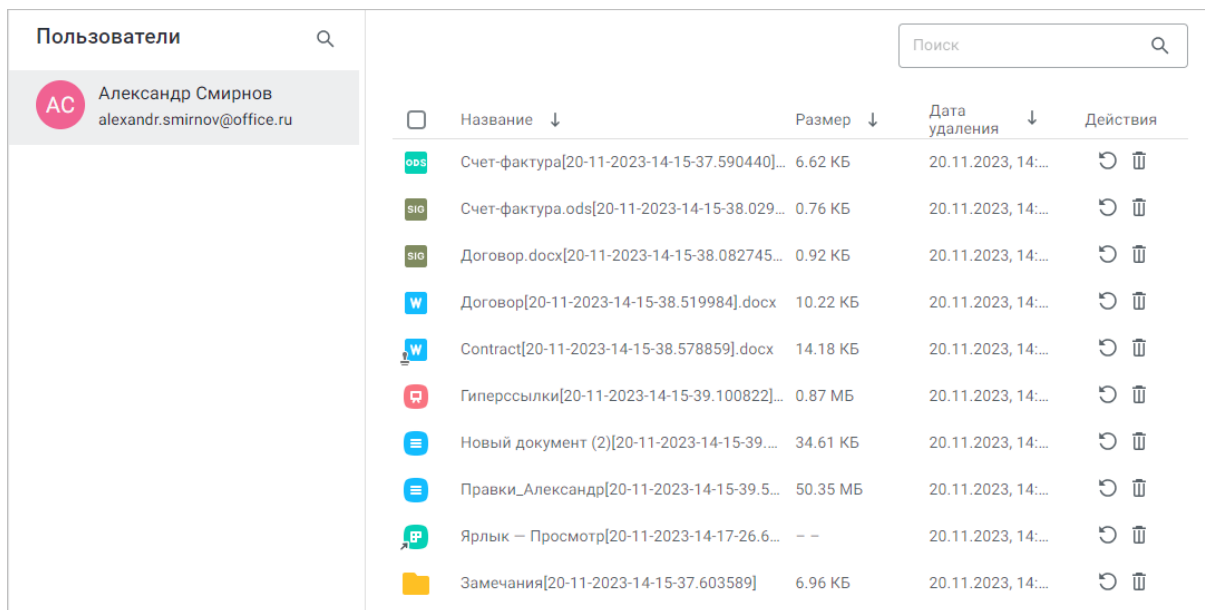 Пользователи
Поиск
АС
Александр Смирнов
alexandr.smirnov@office.ru
Название Размер Дата удаления Действия
ODS Счет-фактура[20-11-2023-14-15-37.590440]... 6.62 КБ 20.11.2023, 14:...
SIG Счет-фактура.ods[20-11-2023-14-15-38.029... 0.76 КБ 20.11.2023, 14:...
SIG Договор.docx[20-11-2023-14-15-38.082745... 0.92 КБ 20.11.2023, 14:...
W Договор[20-11-2023-14-15-38.519984].docx 10.22 КБ 20.11.2023, 14:...
W Contract[20-11-2023-14-15-38.578859].docx 14.18 КБ 20.11.2023, 14:...
Гиперссылки[20-11-2023-14-15-39.100822]... 0.87 МБ 20.11.2023, 14:...
Новый документ (2)[20-11-2023-14-15-39.... 34.61 КБ 20.11.2023, 14:...
Правки_Александр[20-11-2023-14-15-39.5... 50.35 МБ 20.11.2023, 14:...
Ярлык — Просмотр[20-11-2023-14-17-26.6... – – 20.11.2023, 14:...
Замечания[20-11-2023-14-15-37.603589] 6.96 КБ 20.11.2023, 14:...